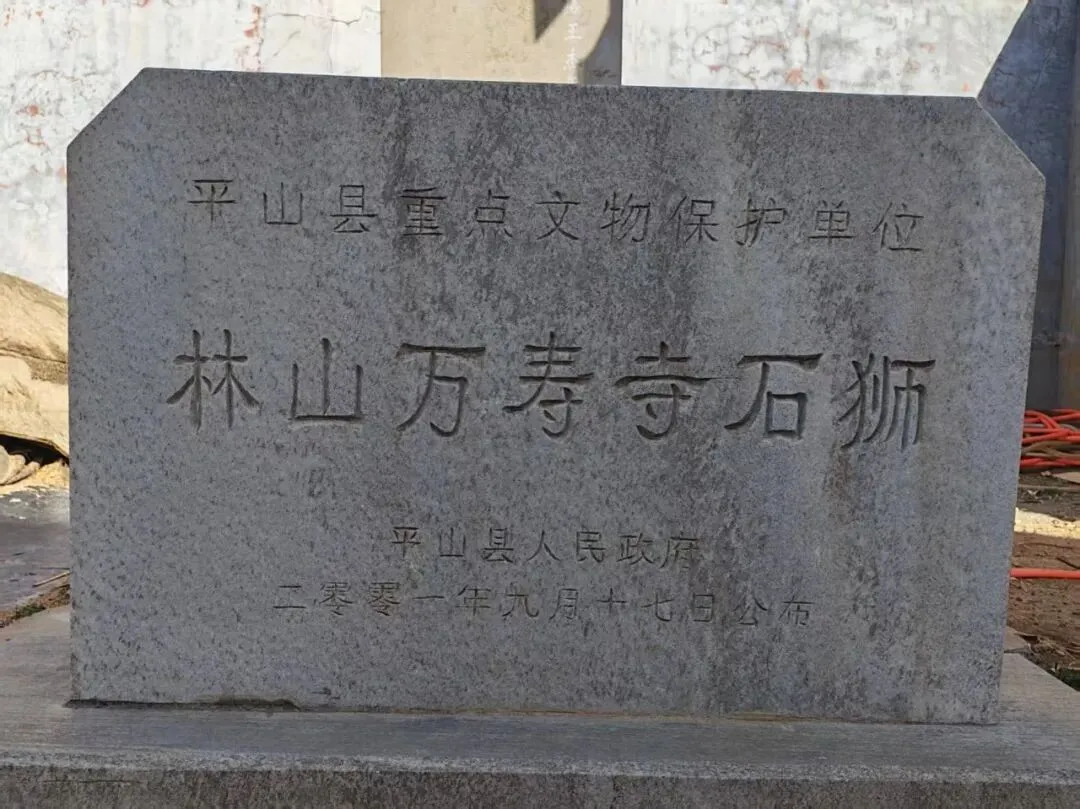 平山县重点文物保护单位
林山万寿寺石狮
平山县人民政府
二零零一年九月十七日公布